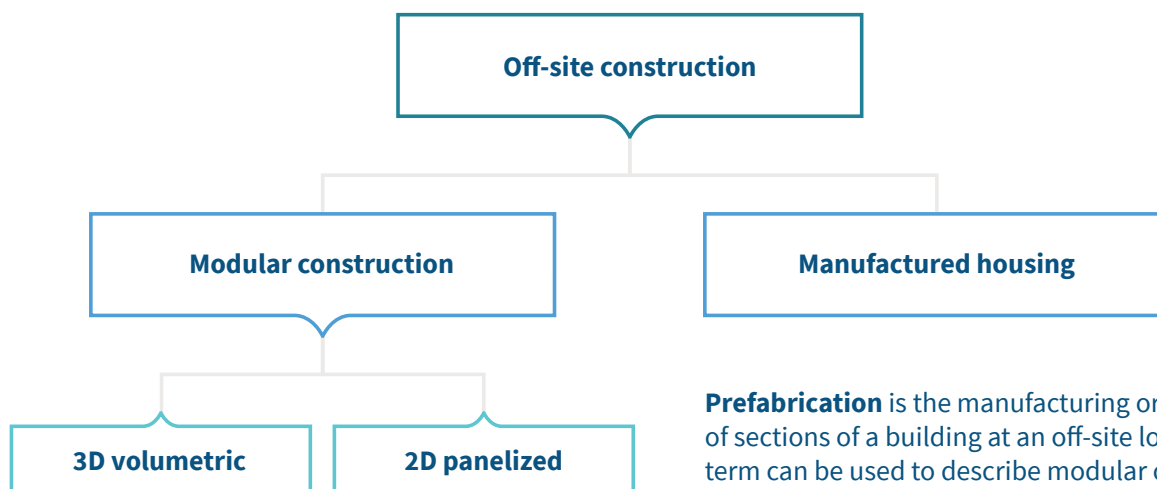 Off-site construction
Modular construction
Manufactured housing
3D volumetric
2D panelized
Prefabrication is the manufacturing or
of sections of a building at an off-site
term can be used to describe modular